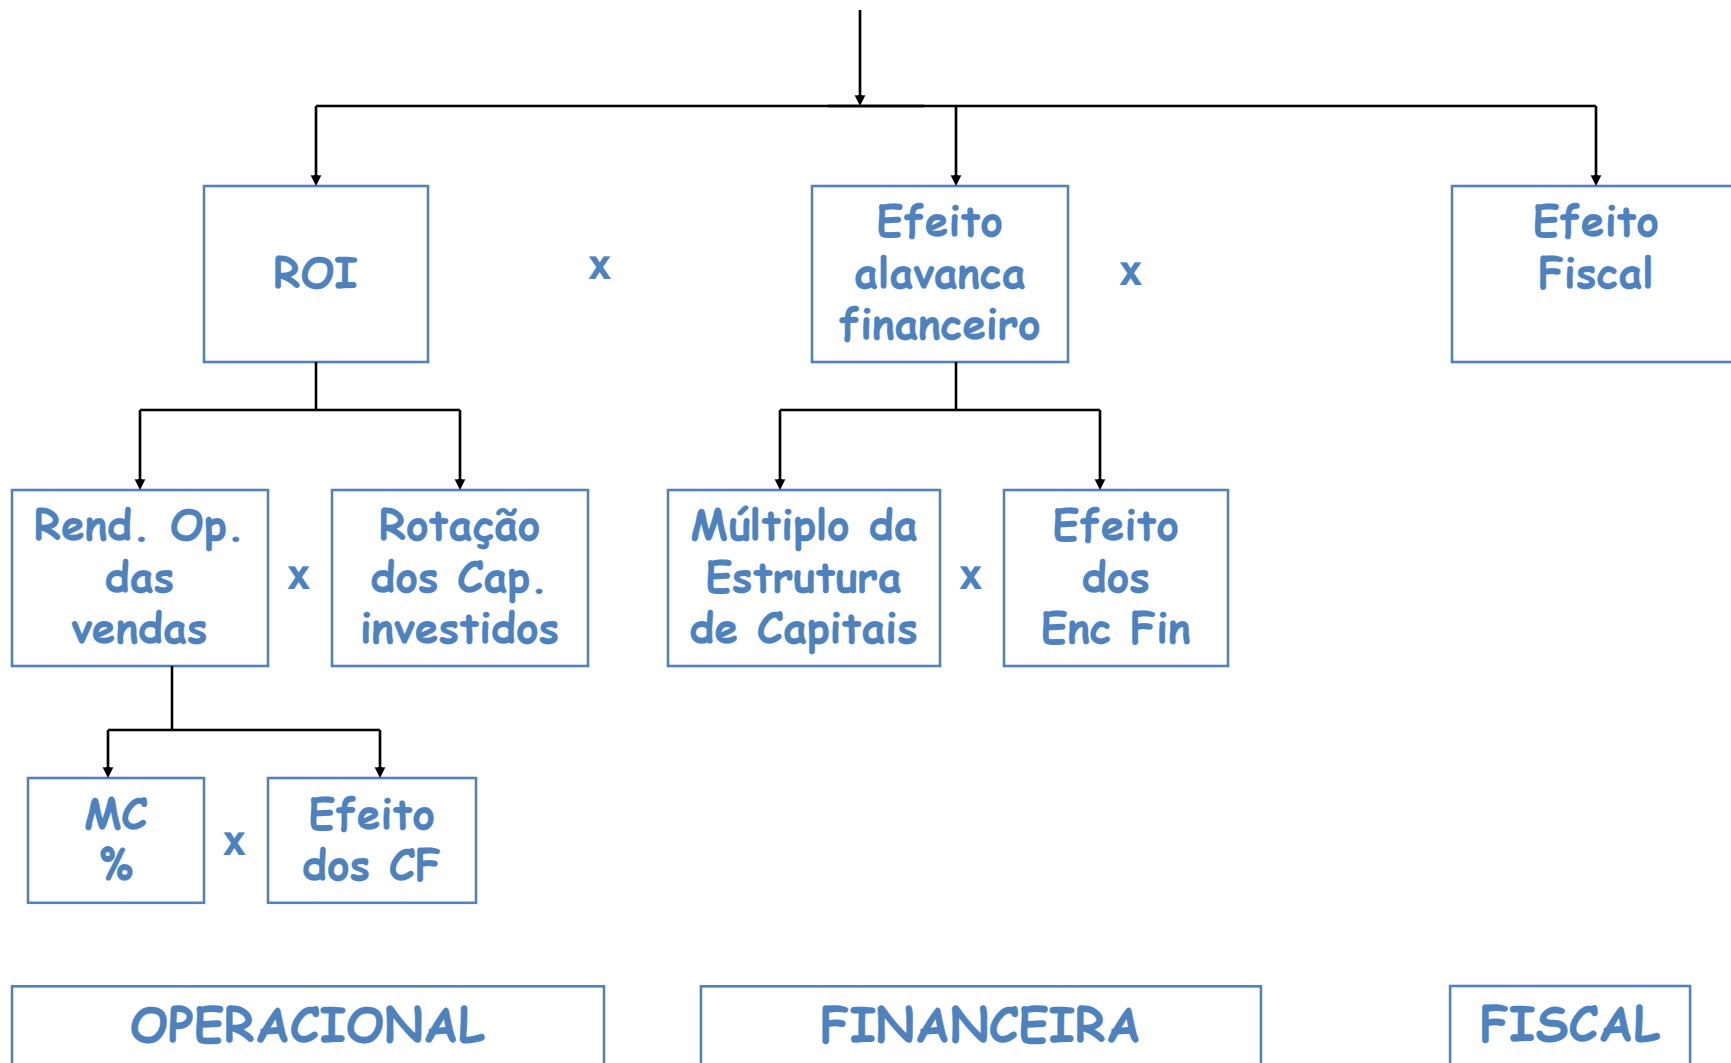 ROI
x
Efeito
alavanca
financeiro
x
Efeito
Fiscal
Rend. Op.
das
vendas
x
Rotação
dos Cap.
investidos
Múltiplo da
Estrutura
de Capitais
x
Efeito
dos
Enc Fin
MC
%
x
Efeito
dos CF
OPERACIONAL
FINANCEIRA
FISCAL